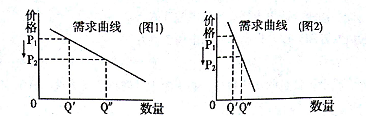 价格 需求曲线 (图1)
P₁
P₂
0 Q' Q" 数量
价格 需求曲线 (图2)
P₁
P₂
0 Q' Q" 数量